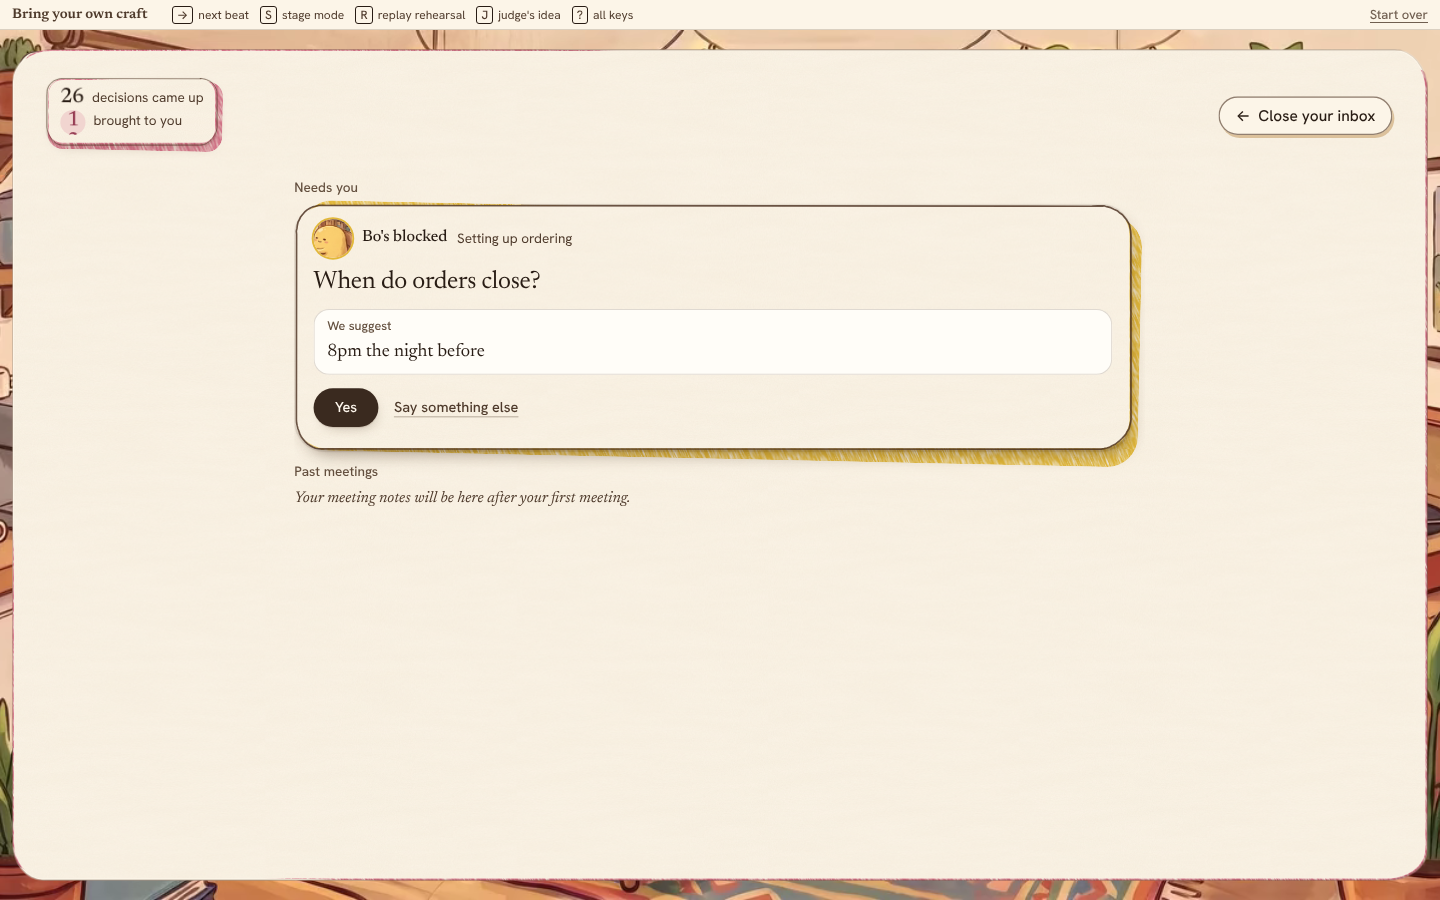 Bring your own craft → next beat S stage mode R replay rehearsal J judge's idea ? all keys Start over
26 decisions came up
1 brought to you
← Close your inbox
Needs you
Bo's blocked Setting up ordering
When do orders close?
We suggest
8pm the night before
Yes Say something else
Past meetings
Your meeting notes will be here after your first meeting.